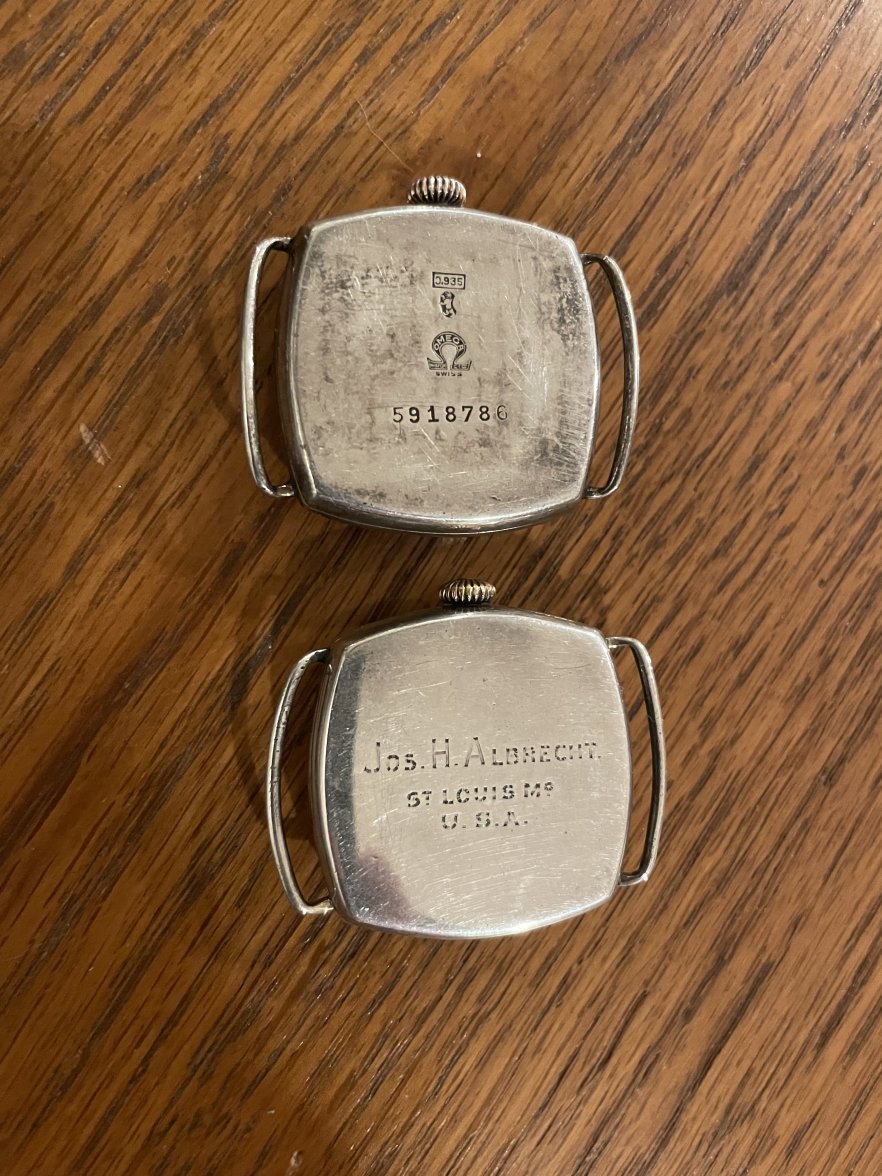 0.935
OMEGA
SWISS
5918786
Jos. H. ALBRECHT.
ST LOUIS Mo
U.S.A.